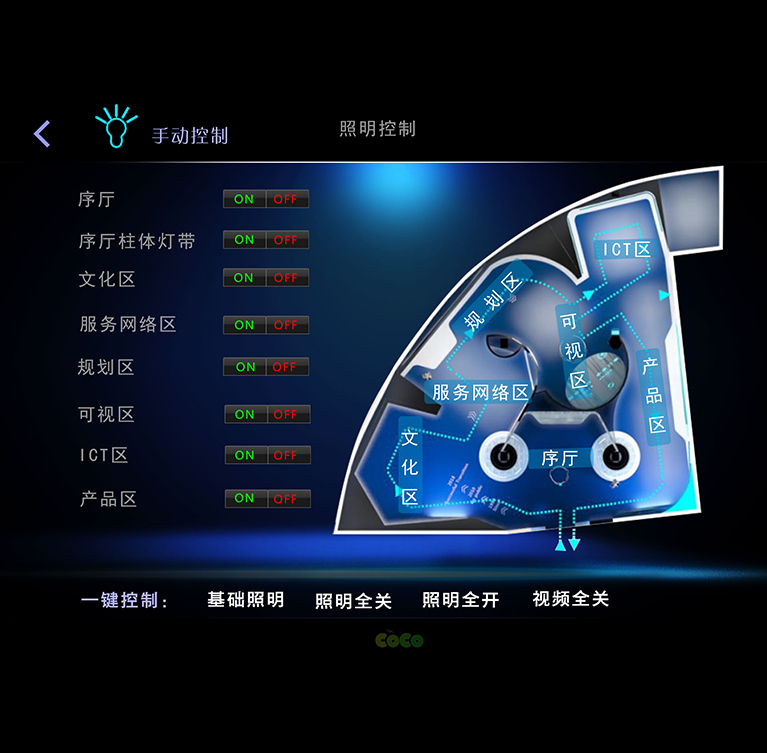 手动控制
照明控制
序厅 ON OFF
序厅柱体灯带 ON OFF
文化区 ON OFF
服务网络区 ON OFF
规划区 ON OFF
可视区 ON OFF
ICT区 ON OFF
产品区 ON OFF
ICT区
规划区
可视区
产品区
服务网络区
文化区
序厅
一键控制: 基础照明 照明全关 照明全开 视频全关
CoCo